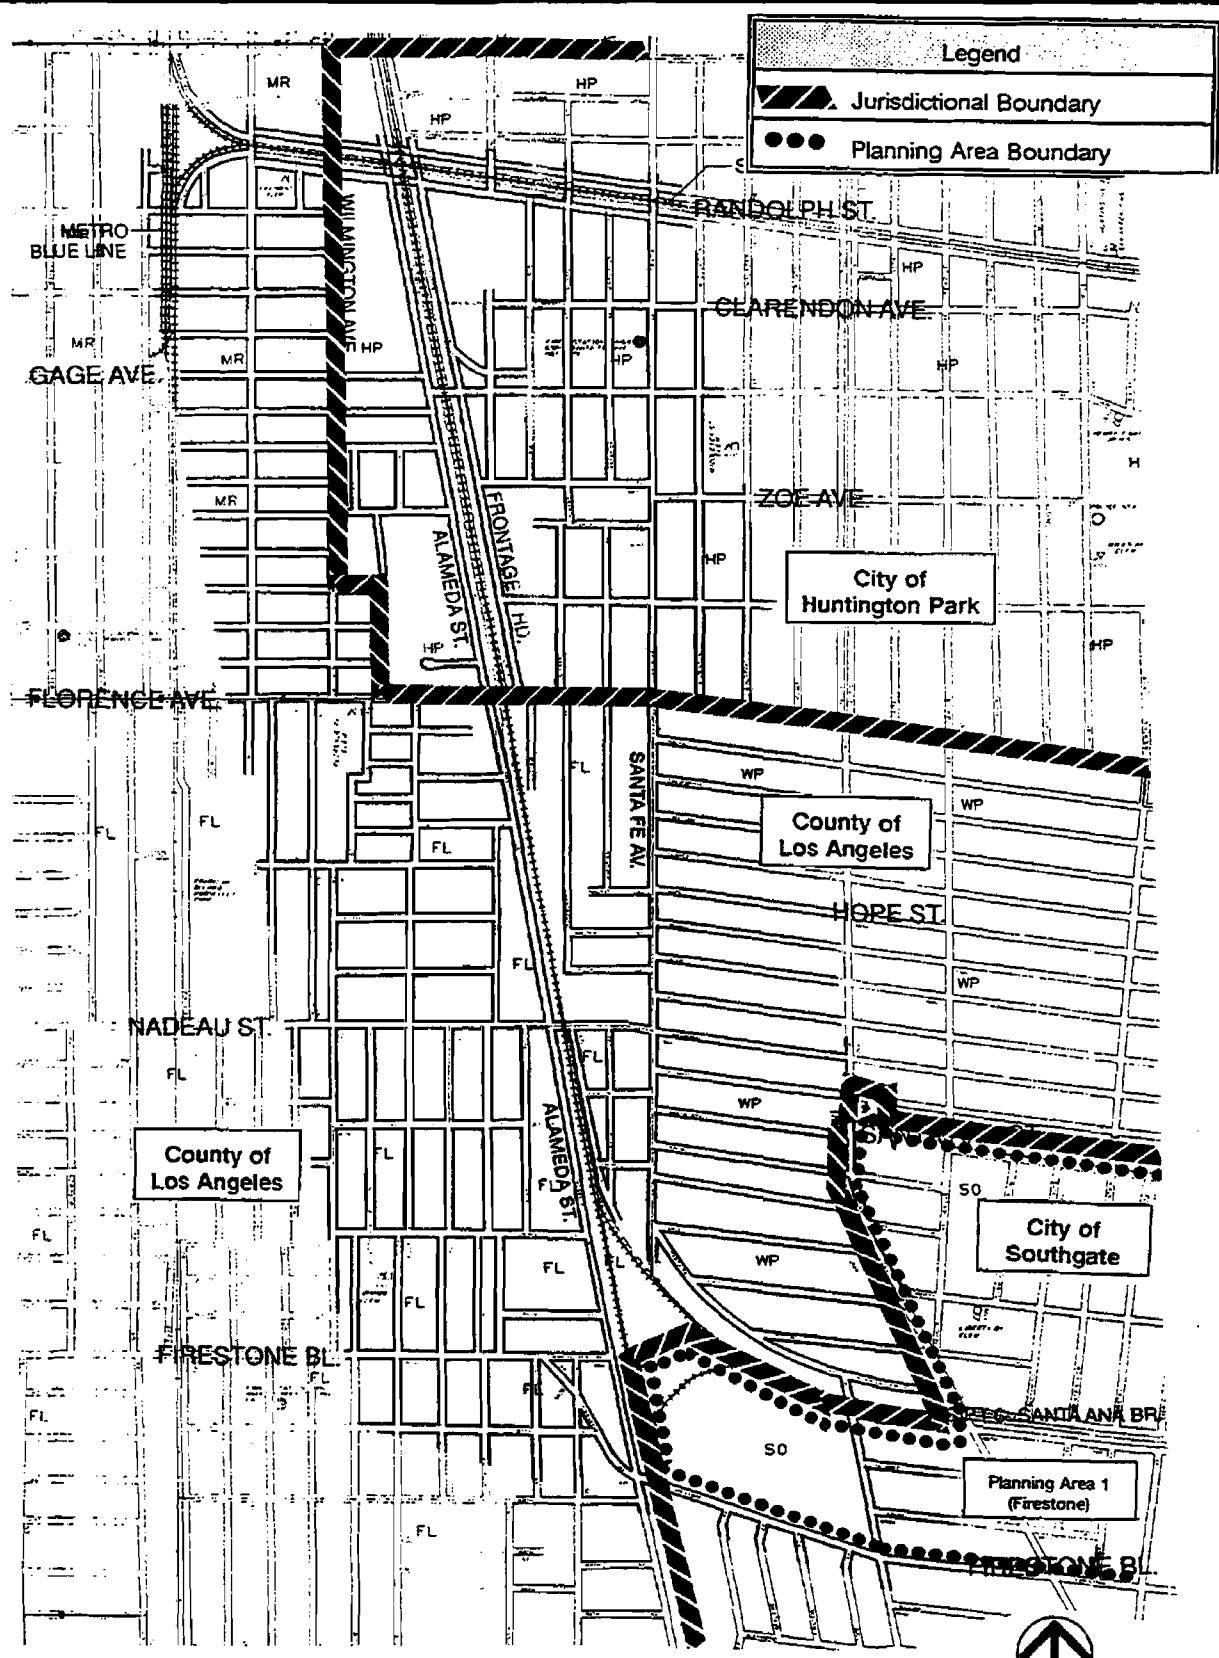 Legend
Jurisdictional Boundary
Planning Area Boundary
MR
HP
HP
RANDOLPH ST.
METRO
BLUE LINE
WILMINGTON AVE
HP
CLARENDON AVE.
MR
MR
HP
HP
HP
GAGE AVE.
MR
ZOE AVE
FRONTAGE RD.
ALAMEDA ST.
HP
City of
Huntington Park
HP
HP
FLORENCE AVE.
FL
SANTA FE AV.
WP
WP
County of
Los Angeles
FL
FL
FL
HOPE ST.
FL
WP
NADEAU ST.
FL
FL
WP
ALAMEDA ST.
County of
Los Angeles
FL
FL
SO
City of
Southgate
FL
FL
FL
WP
FL
FIRESTONE BL.
FL
FL
FL
SANTA ANA BR.
SO
Planning Area 1
(Firestone)
FL
FIRESTONE BL.